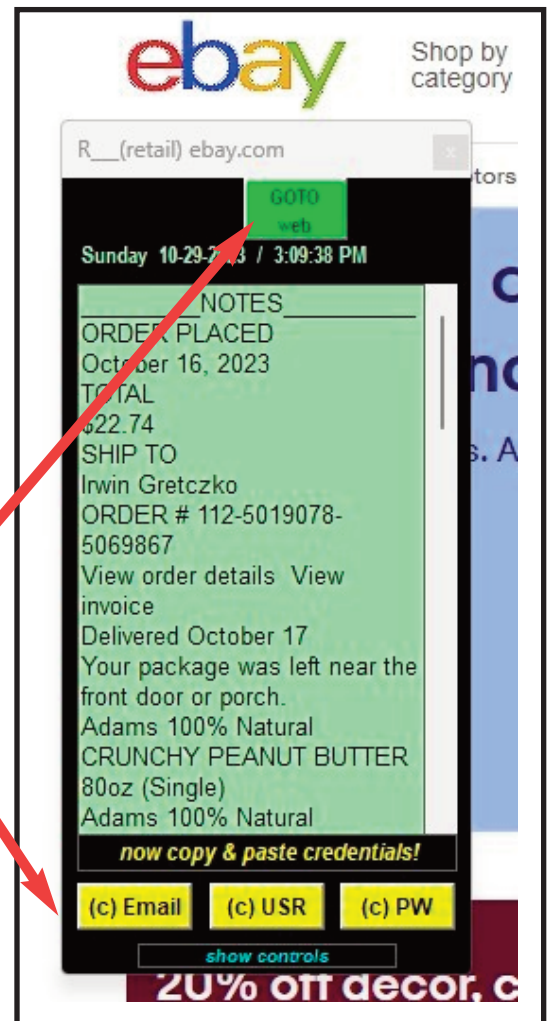 ebay
Shop by
category
R__(retail) ebay.com
x
tors
GOTO
web
Sunday 10-29-2023 / 3:09:38 PM
________NOTES_________
ORDER PLACED
October 16, 2023
TOTAL
$22.74
SHIP TO
Irwin Gretczko
ORDER # 112-5019078-
5069867
View order details View
invoice
Delivered October 17
Your package was left near the
front door or porch.
Adams 100% Natural
CRUNCHY PEANUT BUTTER
80oz (Single)
Adams 100% Natural
s. A
now copy & paste credentials!
(c) Email (c) USR (c) PW
show controls
20% off decor, c